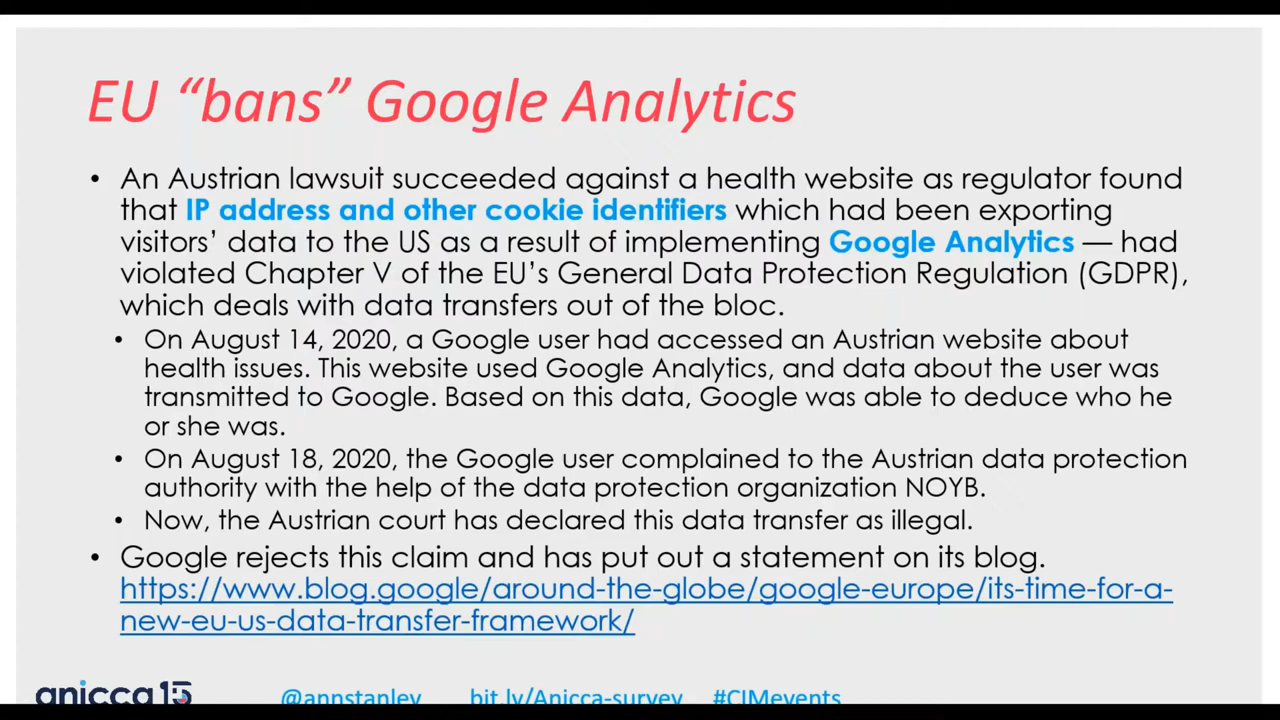 EU “bans” Google Analytics
• An Austrian lawsuit succeeded against a health website as regulator found
that IP address and other cookie identifiers which had been exporting
visitors’ data to the US as a result of implementing Google Analytics — had
violated Chapter V of the EU’s General Data Protection Regulation (GDPR),
which deals with data transfers out of the bloc.
• On August 14, 2020, a Google user had accessed an Austrian website about
health issues. This website used Google Analytics, and data about the user was
transmitted to Google. Based on this data, Google was able to deduce who he
or she was.
• On August 18, 2020, the Google user complained to the Austrian data protection
authority with the help of the data protection organization NOYB.
• Now, the Austrian court has declared this data transfer as illegal.
• Google rejects this claim and has put out a statement on its blog.
https://www.blog.google/around-the-globe/google-europe/its-time-for-a-
new-eu-us-data-transfer-framework/
anicca 15 @annstanley bit.ly/Anicca-survey #CIMevents